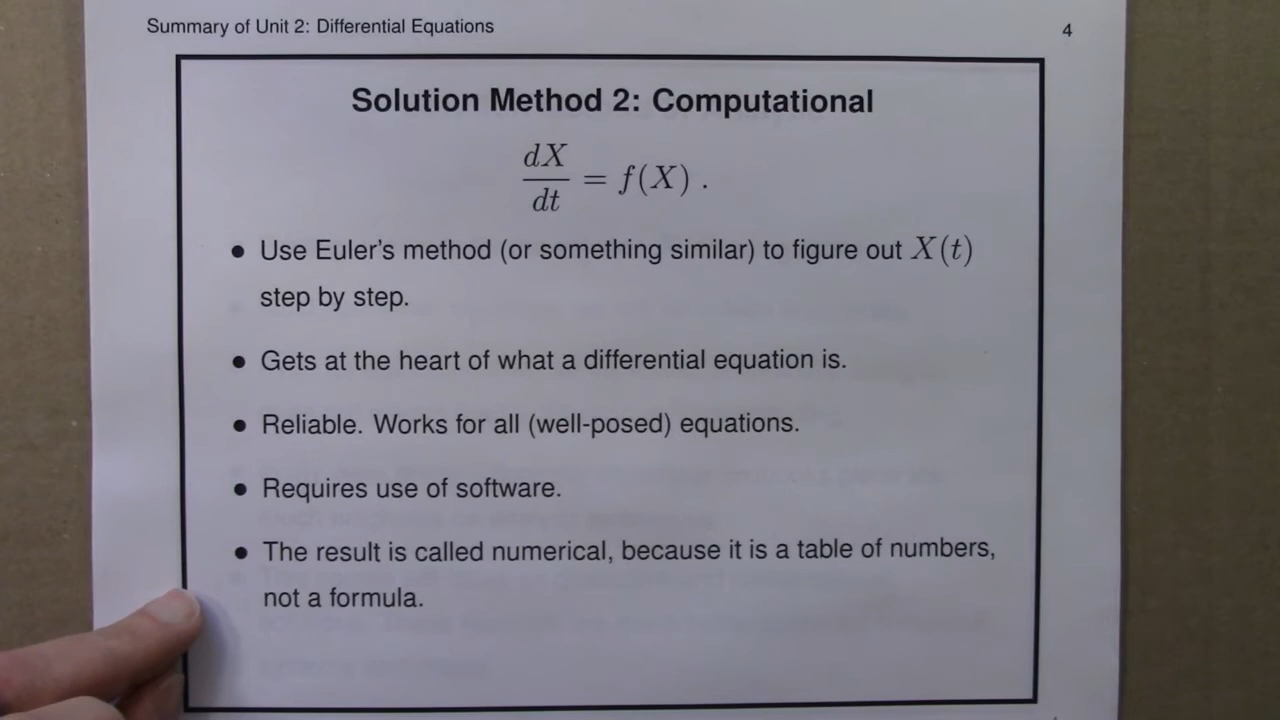 Summary of Unit 2: Differential Equations 4
Solution Method 2: Computational
dX/dt = f(X) .
• Use Euler's method (or something similar) to figure out X(t)
step by step.
• Gets at the heart of what a differential equation is.
• Reliable. Works for all (well-posed) equations.
• Requires use of software.
• The result is called numerical, because it is a table of numbers,
not a formula.